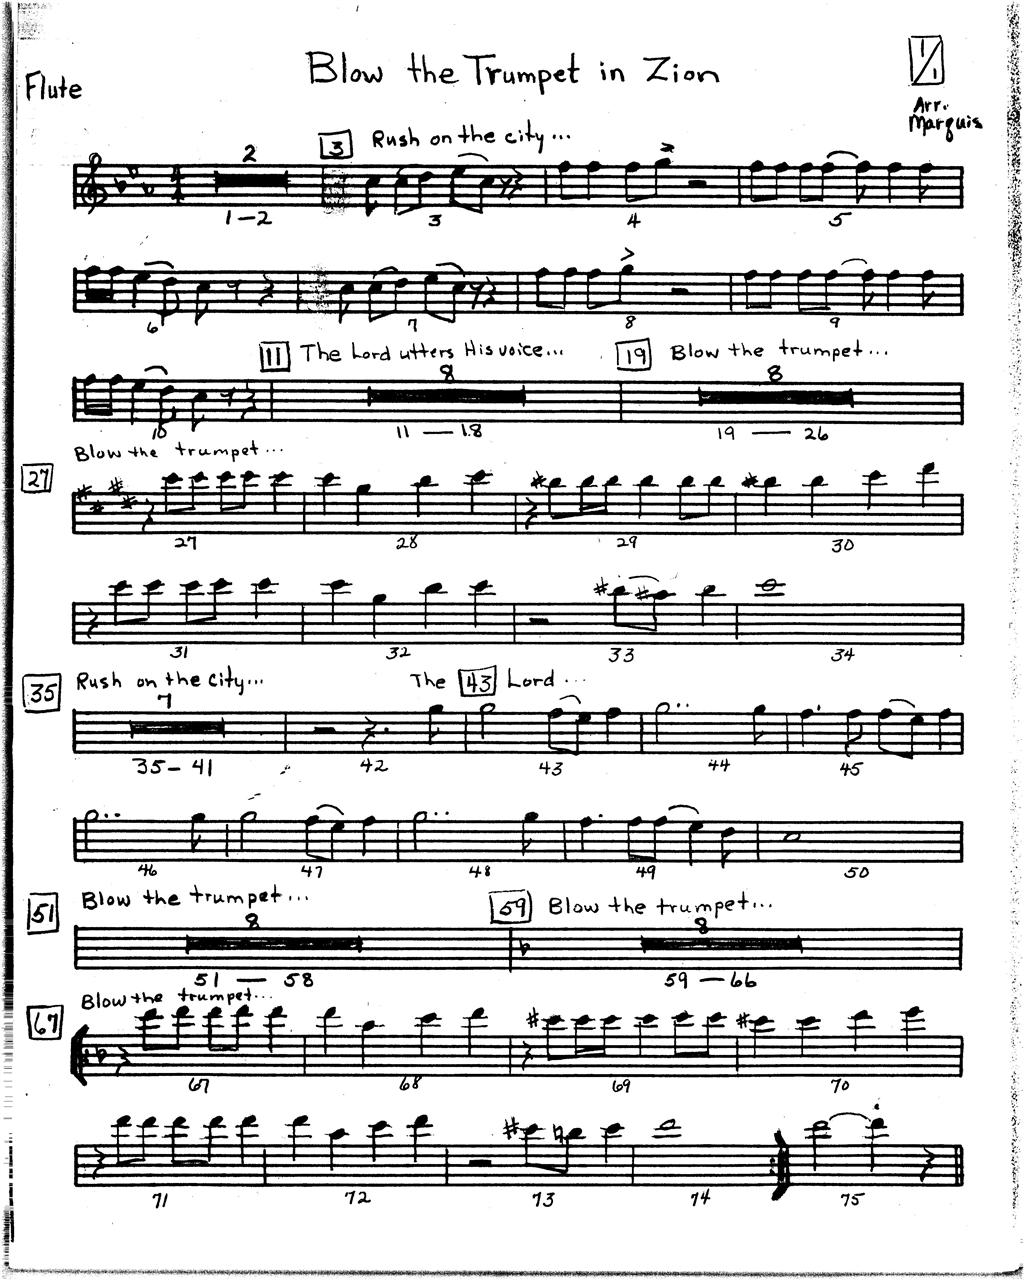 Blow the Trumpet in Zion
1/1
Flute
Arr.
Marquis
3 Rush on the city...
2
1-2 3 4 5
6 7 8 9
11 The Lord utters His voice... 19 Blow the trumpet...
8 8
10 11 — 18 19 — 26
Blow the trumpet...
27
27 28 29 30
31 32 33 34
35 Rush on the city... The 43 Lord ...
7
35- 41 42 43 44 45
46 47 48 49 50
51 Blow the trumpet... 59 Blow the trumpet...
8 8
51 — 58 59 — 66
Blow the trumpet...
67
67 68 69 70
71 72 73 74 75